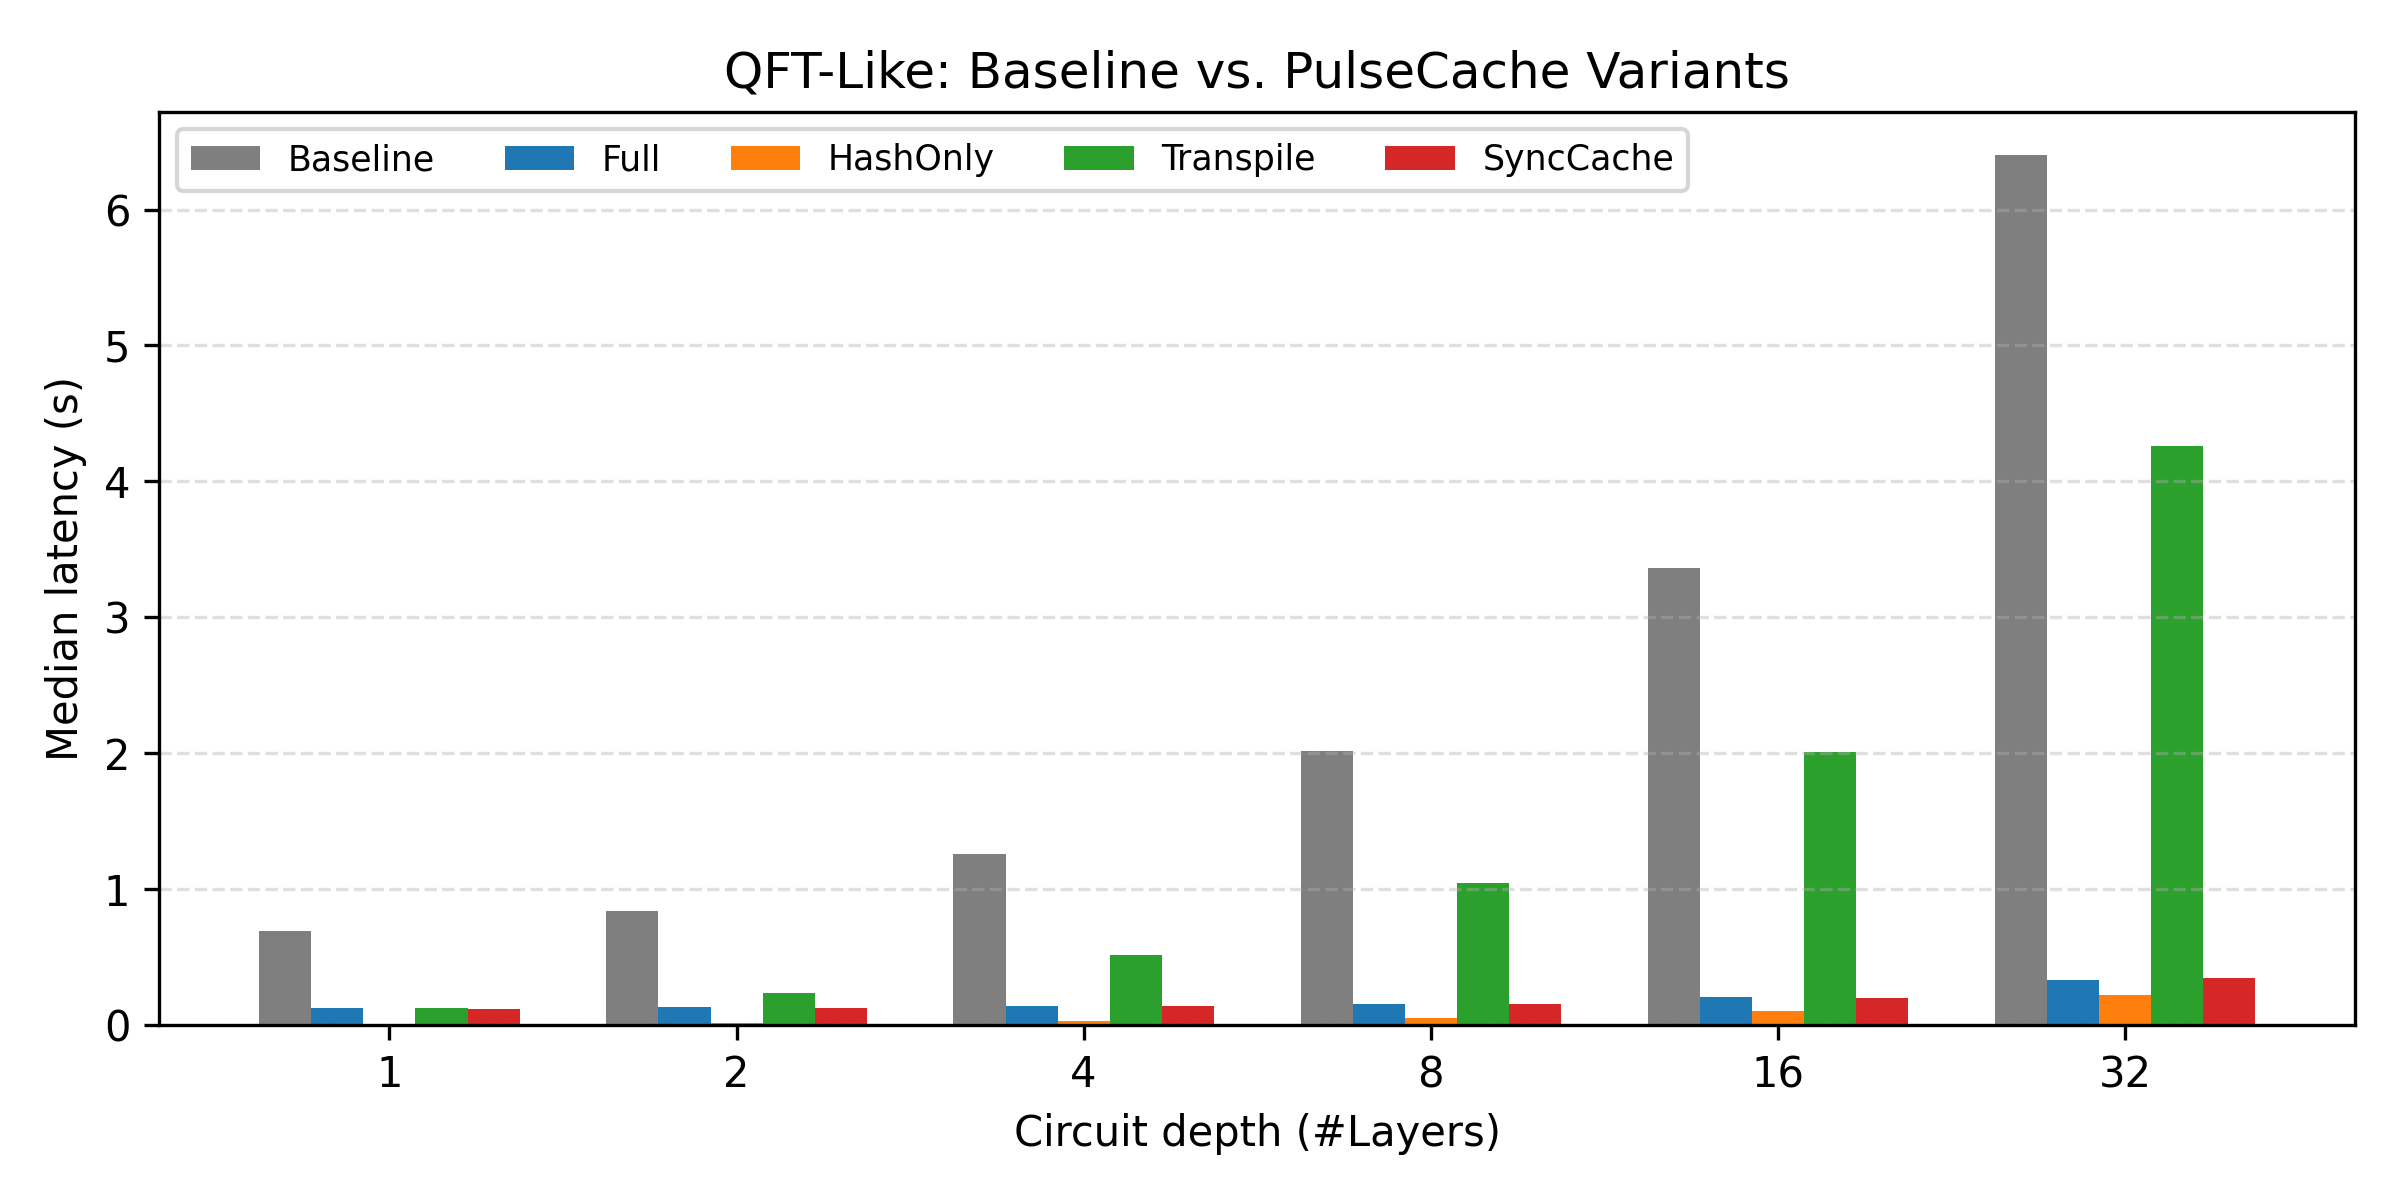 QFT-Like: Baseline vs. PulseCache Variants
Baseline Full HashOnly Transpile SyncCache
6
5
4
3
2
1
0
Median latency (s)
1 2 4 8 16 32
Circuit depth (#Layers)